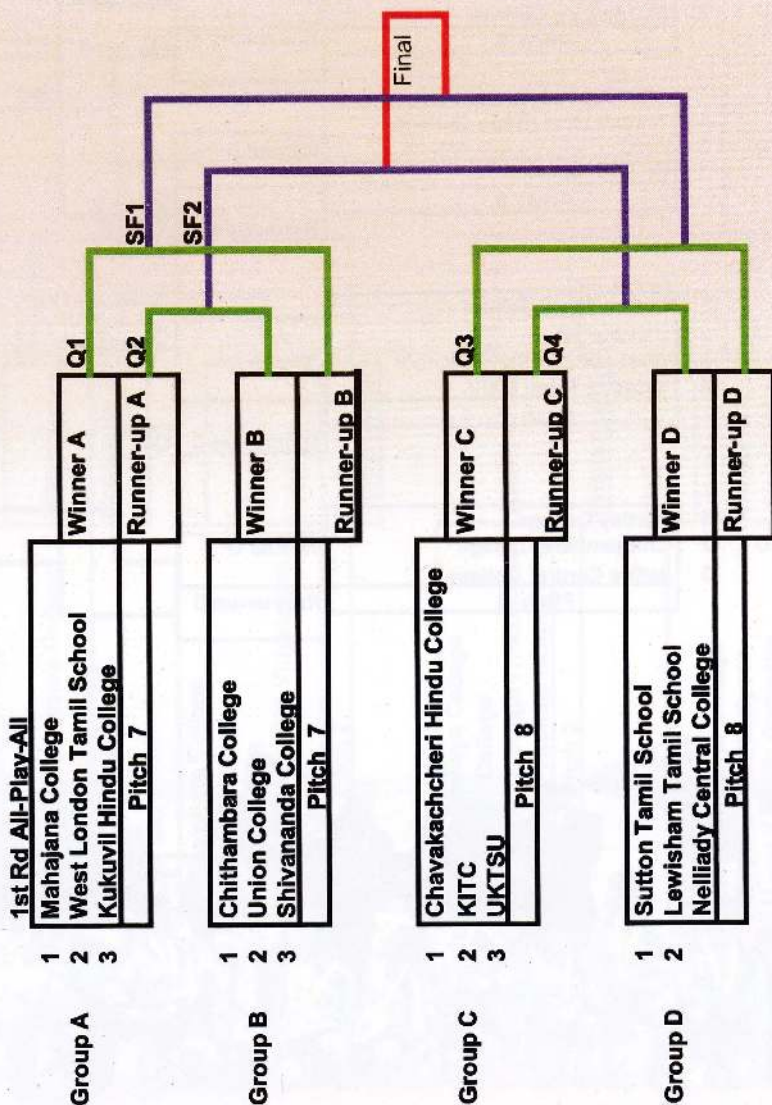 1st Rd All-Play-All
Group A
1 Mahajana College
2 West London Tamil School
3 Kukuvil Hindu College
Pitch 7
Winner A
Runner-up A
Q1
Q2
Group B
1 Chithambara College
2 Union College
3 Shivananda College
Pitch 7
Winner B
Runner-up B
SF1
SF2
Final
Group C
1 Chavakachcheri Hindu College
2 KITC
3 UKTSU
Pitch 8
Winner C
Runner-up C
Q3
Q4
Group D
1 Sutton Tamil School
2 Lewisham Tamil School
Nelliady Central College
Pitch 8
Winner D
Runner-up D